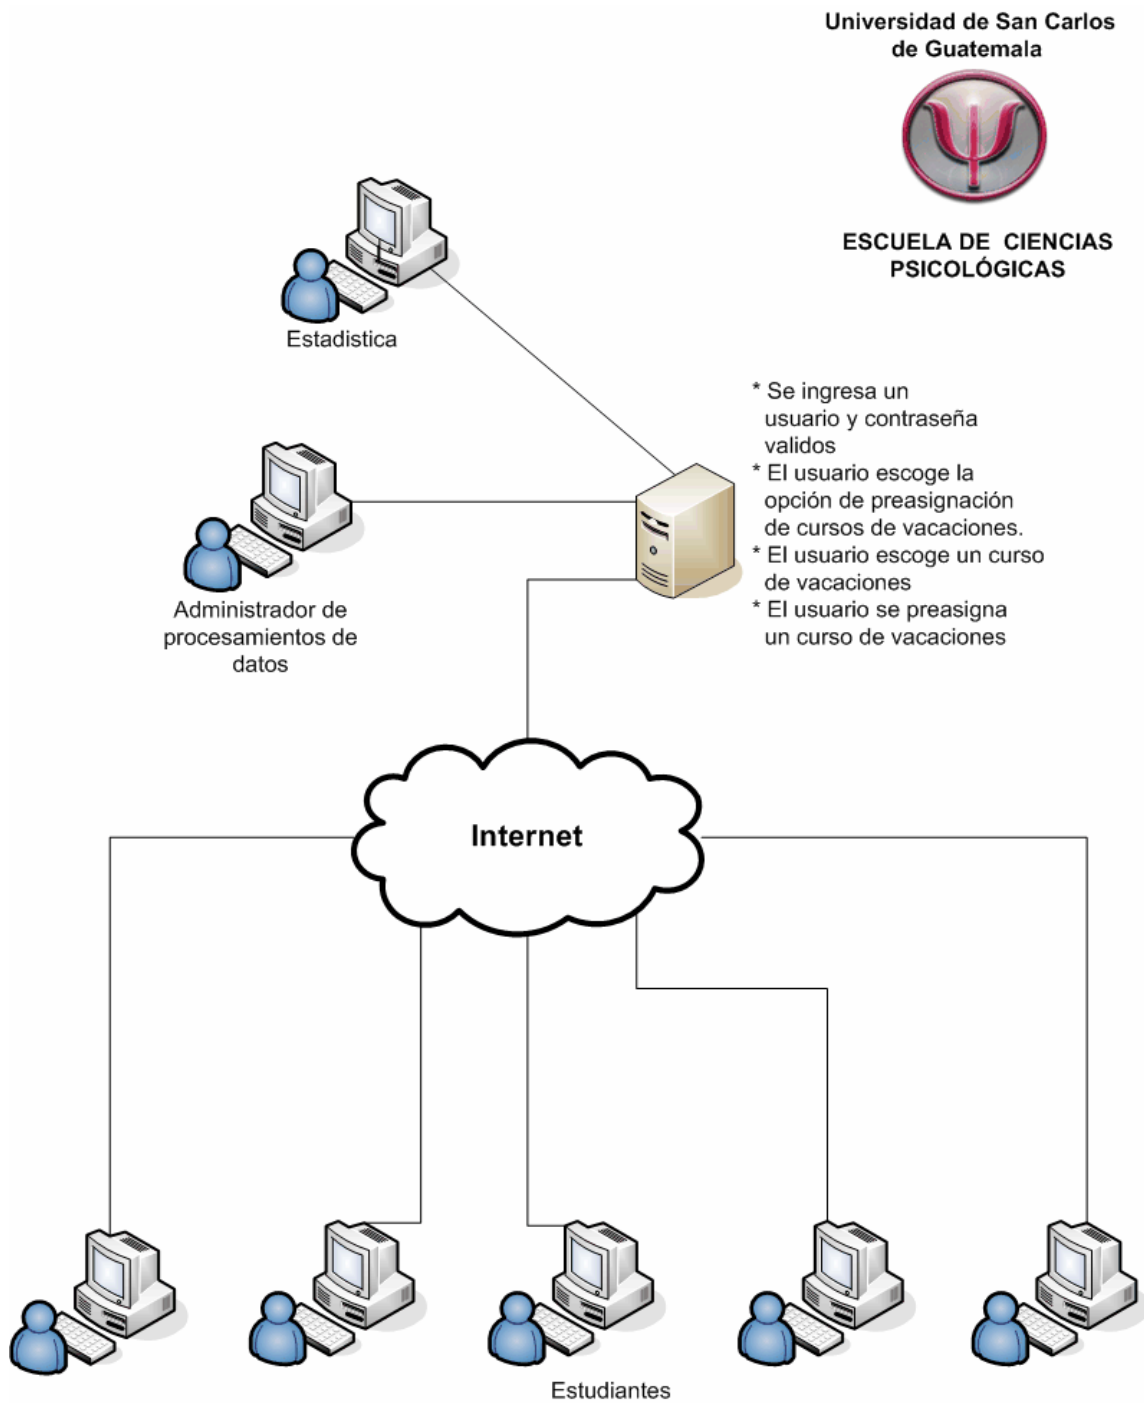 Universidad de San Carlos
de Guatemala
ESCUELA DE CIENCIAS
PSICOLÓGICAS
Estadistica
* Se ingresa un
usuario y contraseña
validos
* El usuario escoge la
opción de preasignación
de cursos de vacaciones.
* El usuario escoge un curso
de vacaciones
* El usuario se preasigna
un curso de vacaciones
Administrador de
procesamientos de
datos
Internet
Estudiantes